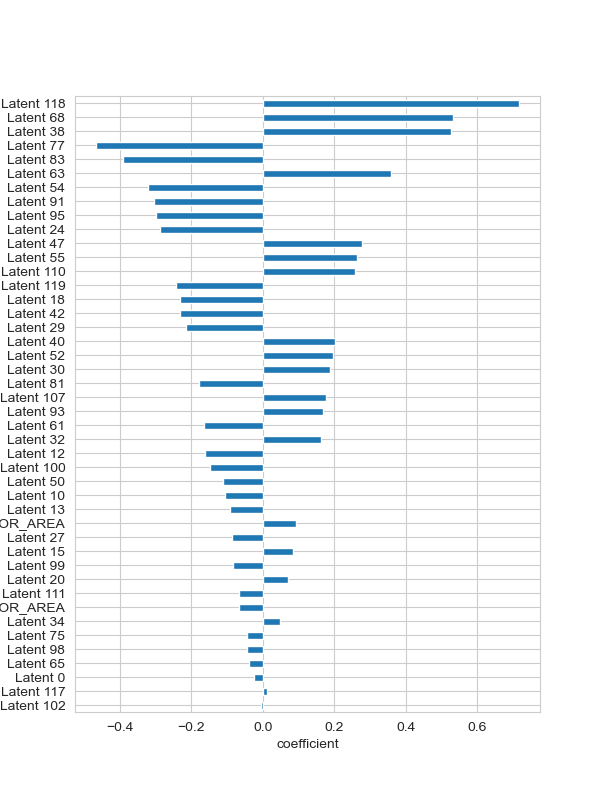 Latent 118
Latent 68
Latent 38
Latent 77
Latent 83
Latent 63
Latent 54
Latent 91
Latent 95
Latent 24
Latent 47
Latent 55
Latent 110
Latent 119
Latent 18
Latent 42
Latent 29
Latent 40
Latent 52
Latent 30
Latent 81
Latent 107
Latent 93
Latent 61
Latent 32
Latent 12
Latent 100
Latent 50
Latent 10
Latent 13
OR_AREA
Latent 27
Latent 15
Latent 99
Latent 20
Latent 111
OR_AREA
Latent 34
Latent 75
Latent 98
Latent 65
Latent 0
Latent 117
Latent 102
−0.4 −0.2 0.0 0.2 0.4 0.6
coefficient